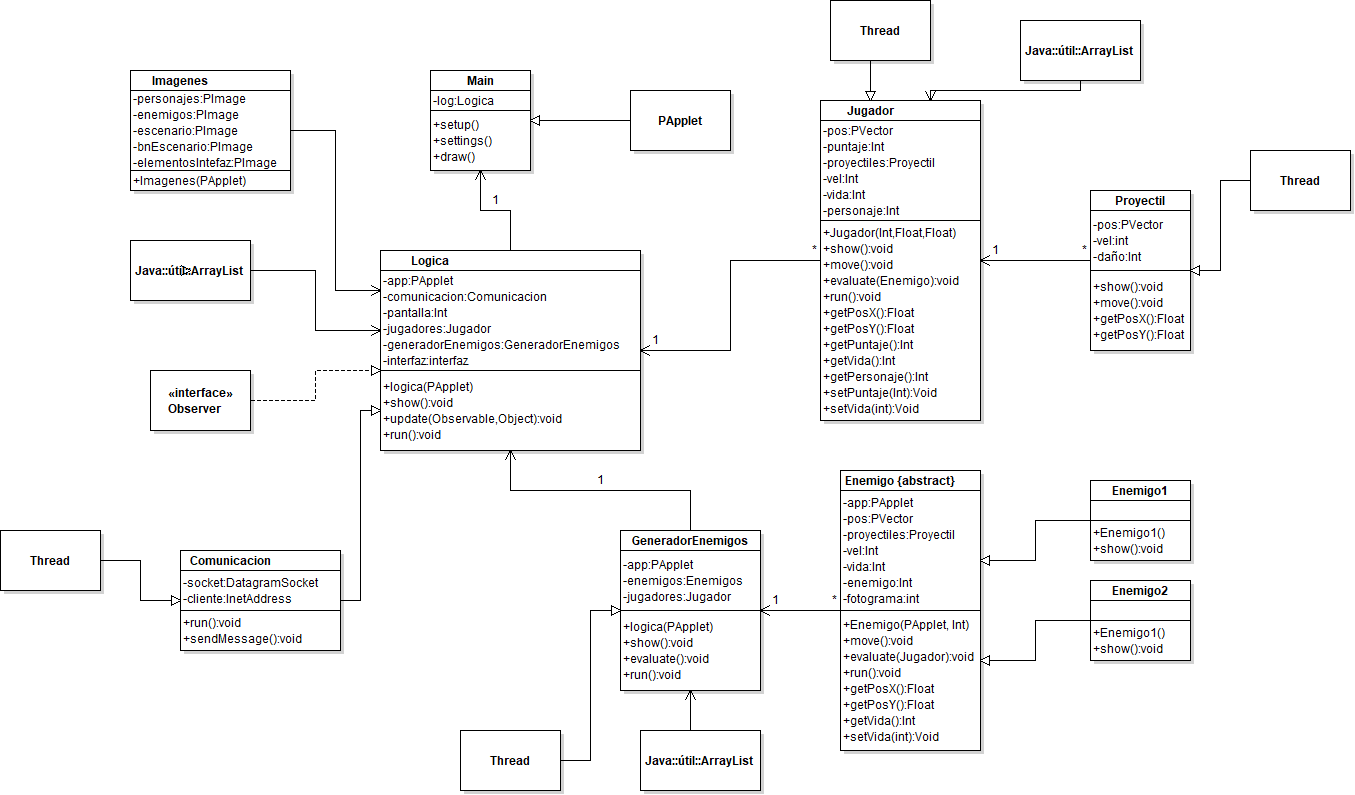 Thread
Java::útil::ArrayList
Imagenes
-personajes:PImage
-enemigos:PImage
-escenario:PImage
-bnEscenario:PImage
-elementosIntefaz:PImage
+Imagenes(PApplet)
Main
-log:Logica
+setup()
+settings()
+draw()
PApplet
Jugador
-pos:PVector
-puntaje:Int
-proyectiles:Proyectil
-vel:Int
-vida:Int
-personaje:Int
+Jugador(Int,Float,Float)
+show():void
+move():void
+evaluate(Enemigo):void
+run():void
+getPosX():Float
+getPosY():Float
+getPuntaje():Int
+getVida():Int
+getPersonaje():Int
+setPuntaje(Int):Void
+setVida(int):Void
Thread
Proyectil
-pos:PVector
-vel:int
-daño:Int
+show():void
+move():void
+getPosX():Float
+getPosY():Float
1
*
1
*
1
Java::útil::ArrayList
Logica
-app:PApplet
-comunicacion:Comunicacion
-pantalla:Int
-jugadores:Jugador
-generadorEnemigos:GeneradorEnemigos
-interfaz:interfaz
+logica(PApplet)
+show():void
+update(Observable,Object):void
+run():void
«interface»
Observer
1
Thread
Comunicacion
-socket:DatagramSocket
-cliente:InetAddress
+run():void
+sendMessage():void
GeneradorEnemigos
-app:PApplet
-enemigos:Enemigos
-jugadores:Jugador
+logica(PApplet)
+show():void
+evaluate():void
+run():void
1
*
Enemigo {abstract}
-app:PApplet
-pos:PVector
-proyectiles:Proyectil
-vel:Int
-vida:Int
-enemigo:Int
-fotograma:int
+Enemigo(PApplet, Int)
+move():void
+evaluate(Jugador):void
+run():void
+getPosX():Float
+getPosY():Float
+getVida():Int
+setVida(int):Void
Enemigo1
+Enemigo1()
+show():void
Enemigo2
+Enemigo1()
+show():void
Thread
Java::útil::ArrayList